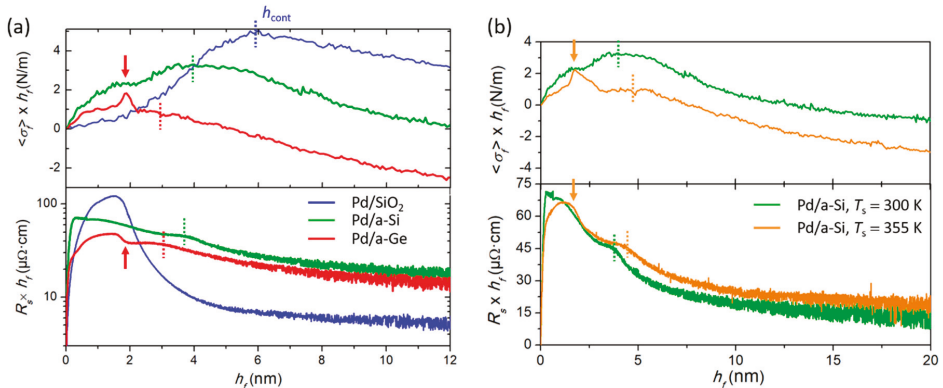 (a)
h_cont
<σ_f> x h_f (N/m)
4
2
0
-2
R_s × h_f (μΩ·cm)
100
10
Pd/SiO₂
Pd/a-Si
Pd/a-Ge
0 2 4 6 8 10 12
h_f (nm)
(b)
<σ_f> x h_f (N/m)
4
2
0
-2
-4
R_s x h_f (μΩ·cm)
75
60
45
30
15
0
Pd/a-Si, T_s = 300 K
Pd/a-Si, T_s = 355 K
0 5 10 15 20
h_f (nm)